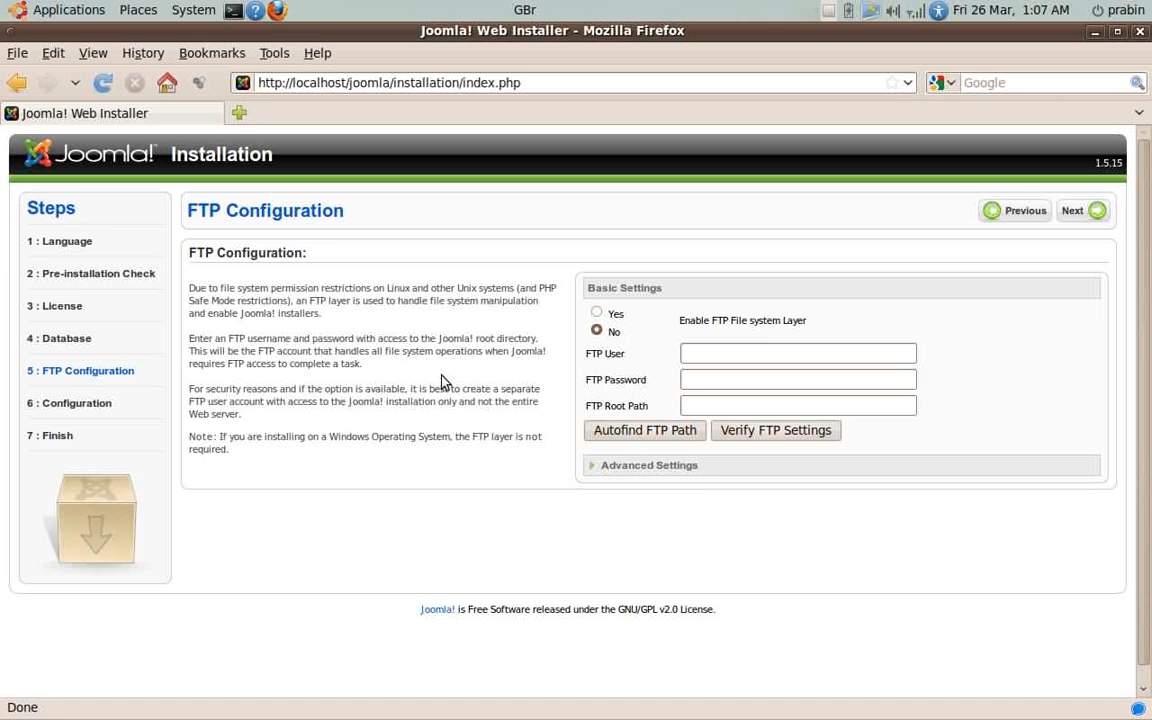 Applications Places System GBr Fri 26 Mar, 1:07 AM prabin
Joomla! Web Installer - Mozilla Firefox
File Edit View History Bookmarks Tools Help
http://localhost/joomla/installation/index.php Google
Joomla! Web Installer
Joomla! Installation
1.5.15
Steps
1 : Language
2 : Pre-installation Check
3 : License
4 : Database
5 : FTP Configuration
6 : Configuration
7 : Finish
FTP Configuration
Previous Next
FTP Configuration:
Due to file system permission restrictions on Linux and other Unix systems (and PHP
Safe Mode restrictions), an FTP layer is used to handle file system manipulation
and enable Joomla! installers.
Enter an FTP username and password with access to the Joomla! root directory.
This will be the FTP account that handles all file system operations when Joomla!
requires FTP access to complete a task.
For security reasons and if the option is available, it is best to create a separate
FTP user account with access to the Joomla! installation only and not the entire
Web server.
Note: If you are installing on a Windows Operating System, the FTP layer is not
required.
Basic Settings
Yes
No
Enable FTP File system Layer
FTP User
FTP Password
FTP Root Path
Autofind FTP Path Verify FTP Settings
Advanced Settings
Joomla! is Free Software released under the GNU/GPL v2.0 License.
Done